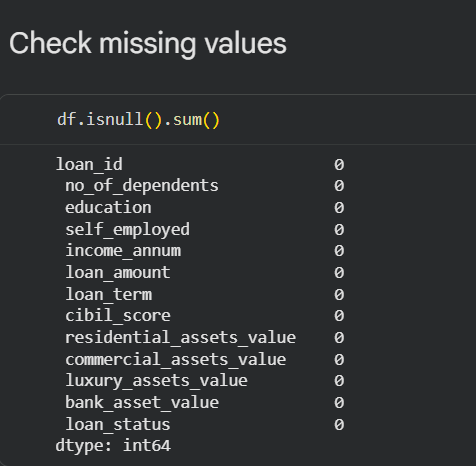 Check missing values
df.isnull().sum()
loan_id 0
no_of_dependents 0
education 0
self_employed 0
income_annum 0
loan_amount 0
loan_term 0
cibil_score 0
residential_assets_value 0
commercial_assets_value 0
luxury_assets_value 0
bank_asset_value 0
loan_status 0
dtype: int64